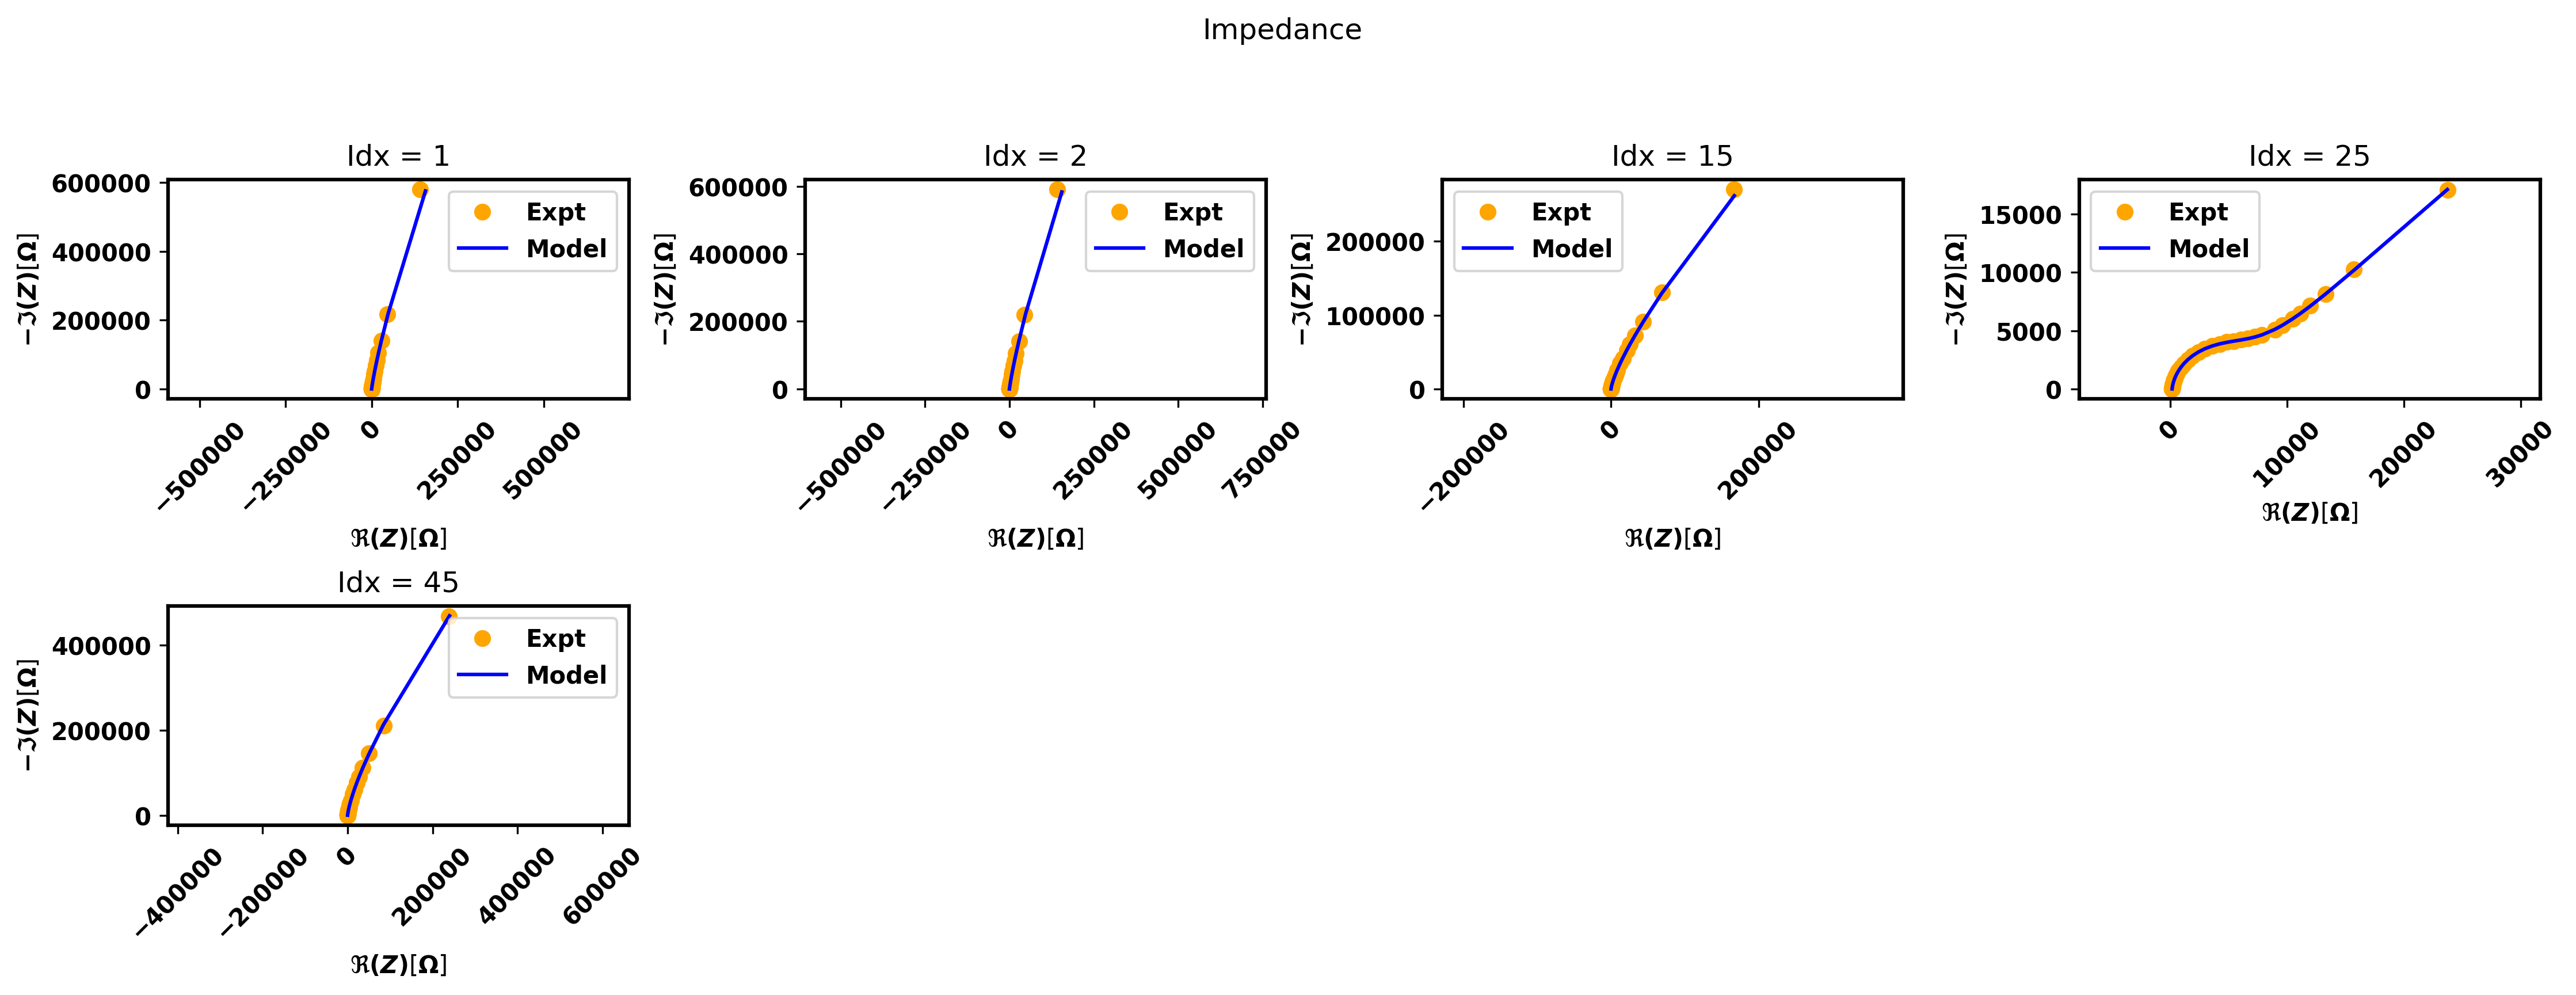 Impedance
Idx = 1
600000
400000
200000
0
−ℑ(Z)[Ω]
Expt
Model
−500000
−250000
0
250000
500000
ℜ(Z)[Ω]
Idx = 2
600000
400000
200000
0
−ℑ(Z)[Ω]
Expt
Model
−500000
−250000
0
250000
500000
750000
ℜ(Z)[Ω]
Idx = 15
200000
100000
0
−ℑ(Z)[Ω]
Expt
Model
−200000
0
200000
ℜ(Z)[Ω]
Idx = 25
15000
10000
5000
0
−ℑ(Z)[Ω]
Expt
Model
0
10000
20000
30000
ℜ(Z)[Ω]
Idx = 45
400000
200000
0
−ℑ(Z)[Ω]
Expt
Model
−400000
−200000
0
200000
400000
600000
ℜ(Z)[Ω]